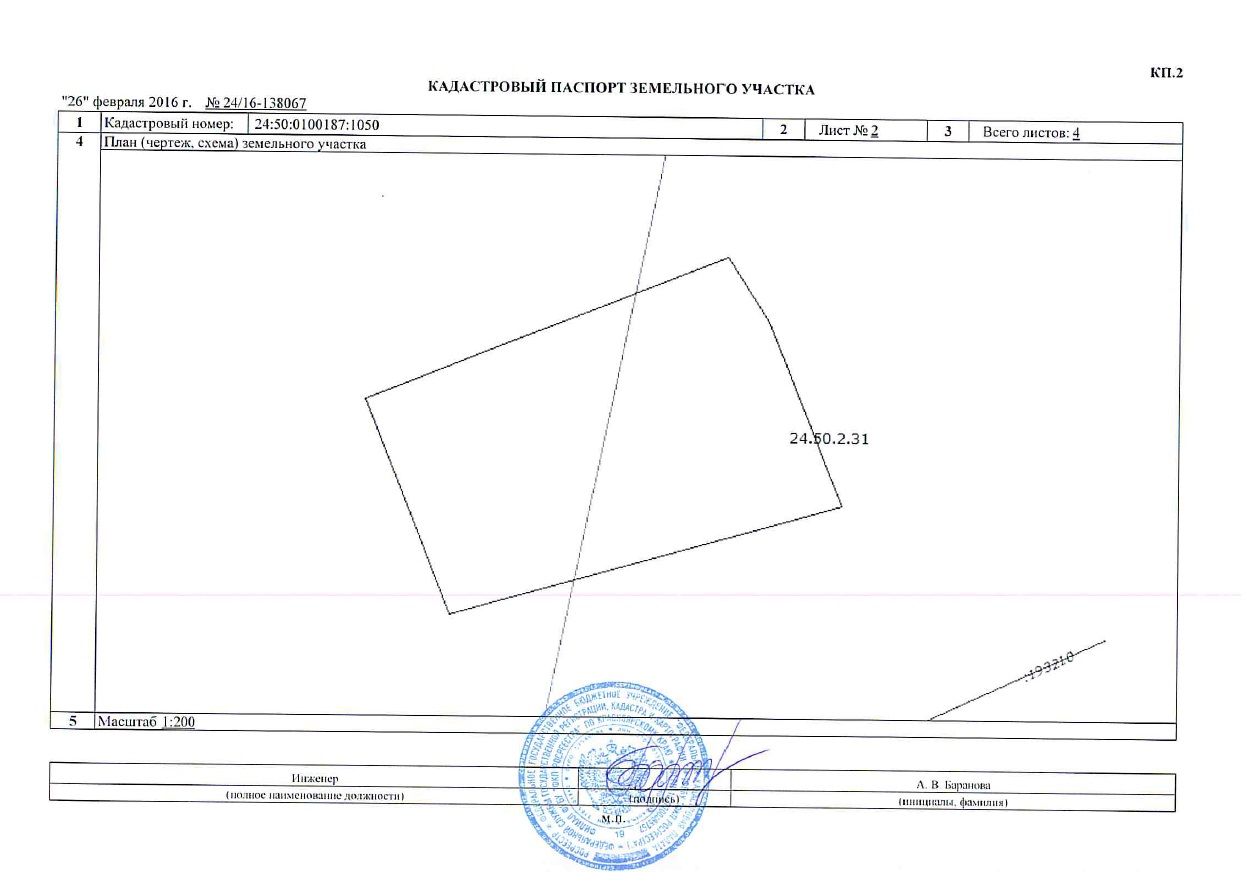 КП.2
КАДАСТРОВЫЙ ПАСПОРТ ЗЕМЕЛЬНОГО УЧАСТКА
"26" февраля 2016 г. № 24/16-138067
1 Кадастровый номер: 24:50:0100187:1050 2 Лист № 2 3 Всего листов: 4
4 План (чертеж, схема) земельного участка
24.50.2.31
:193210
5 Масштаб 1:200
Инженер А. В Баранова
(полное наименование должности) (подпись) (инициалы, фамилия)
М.П.
19